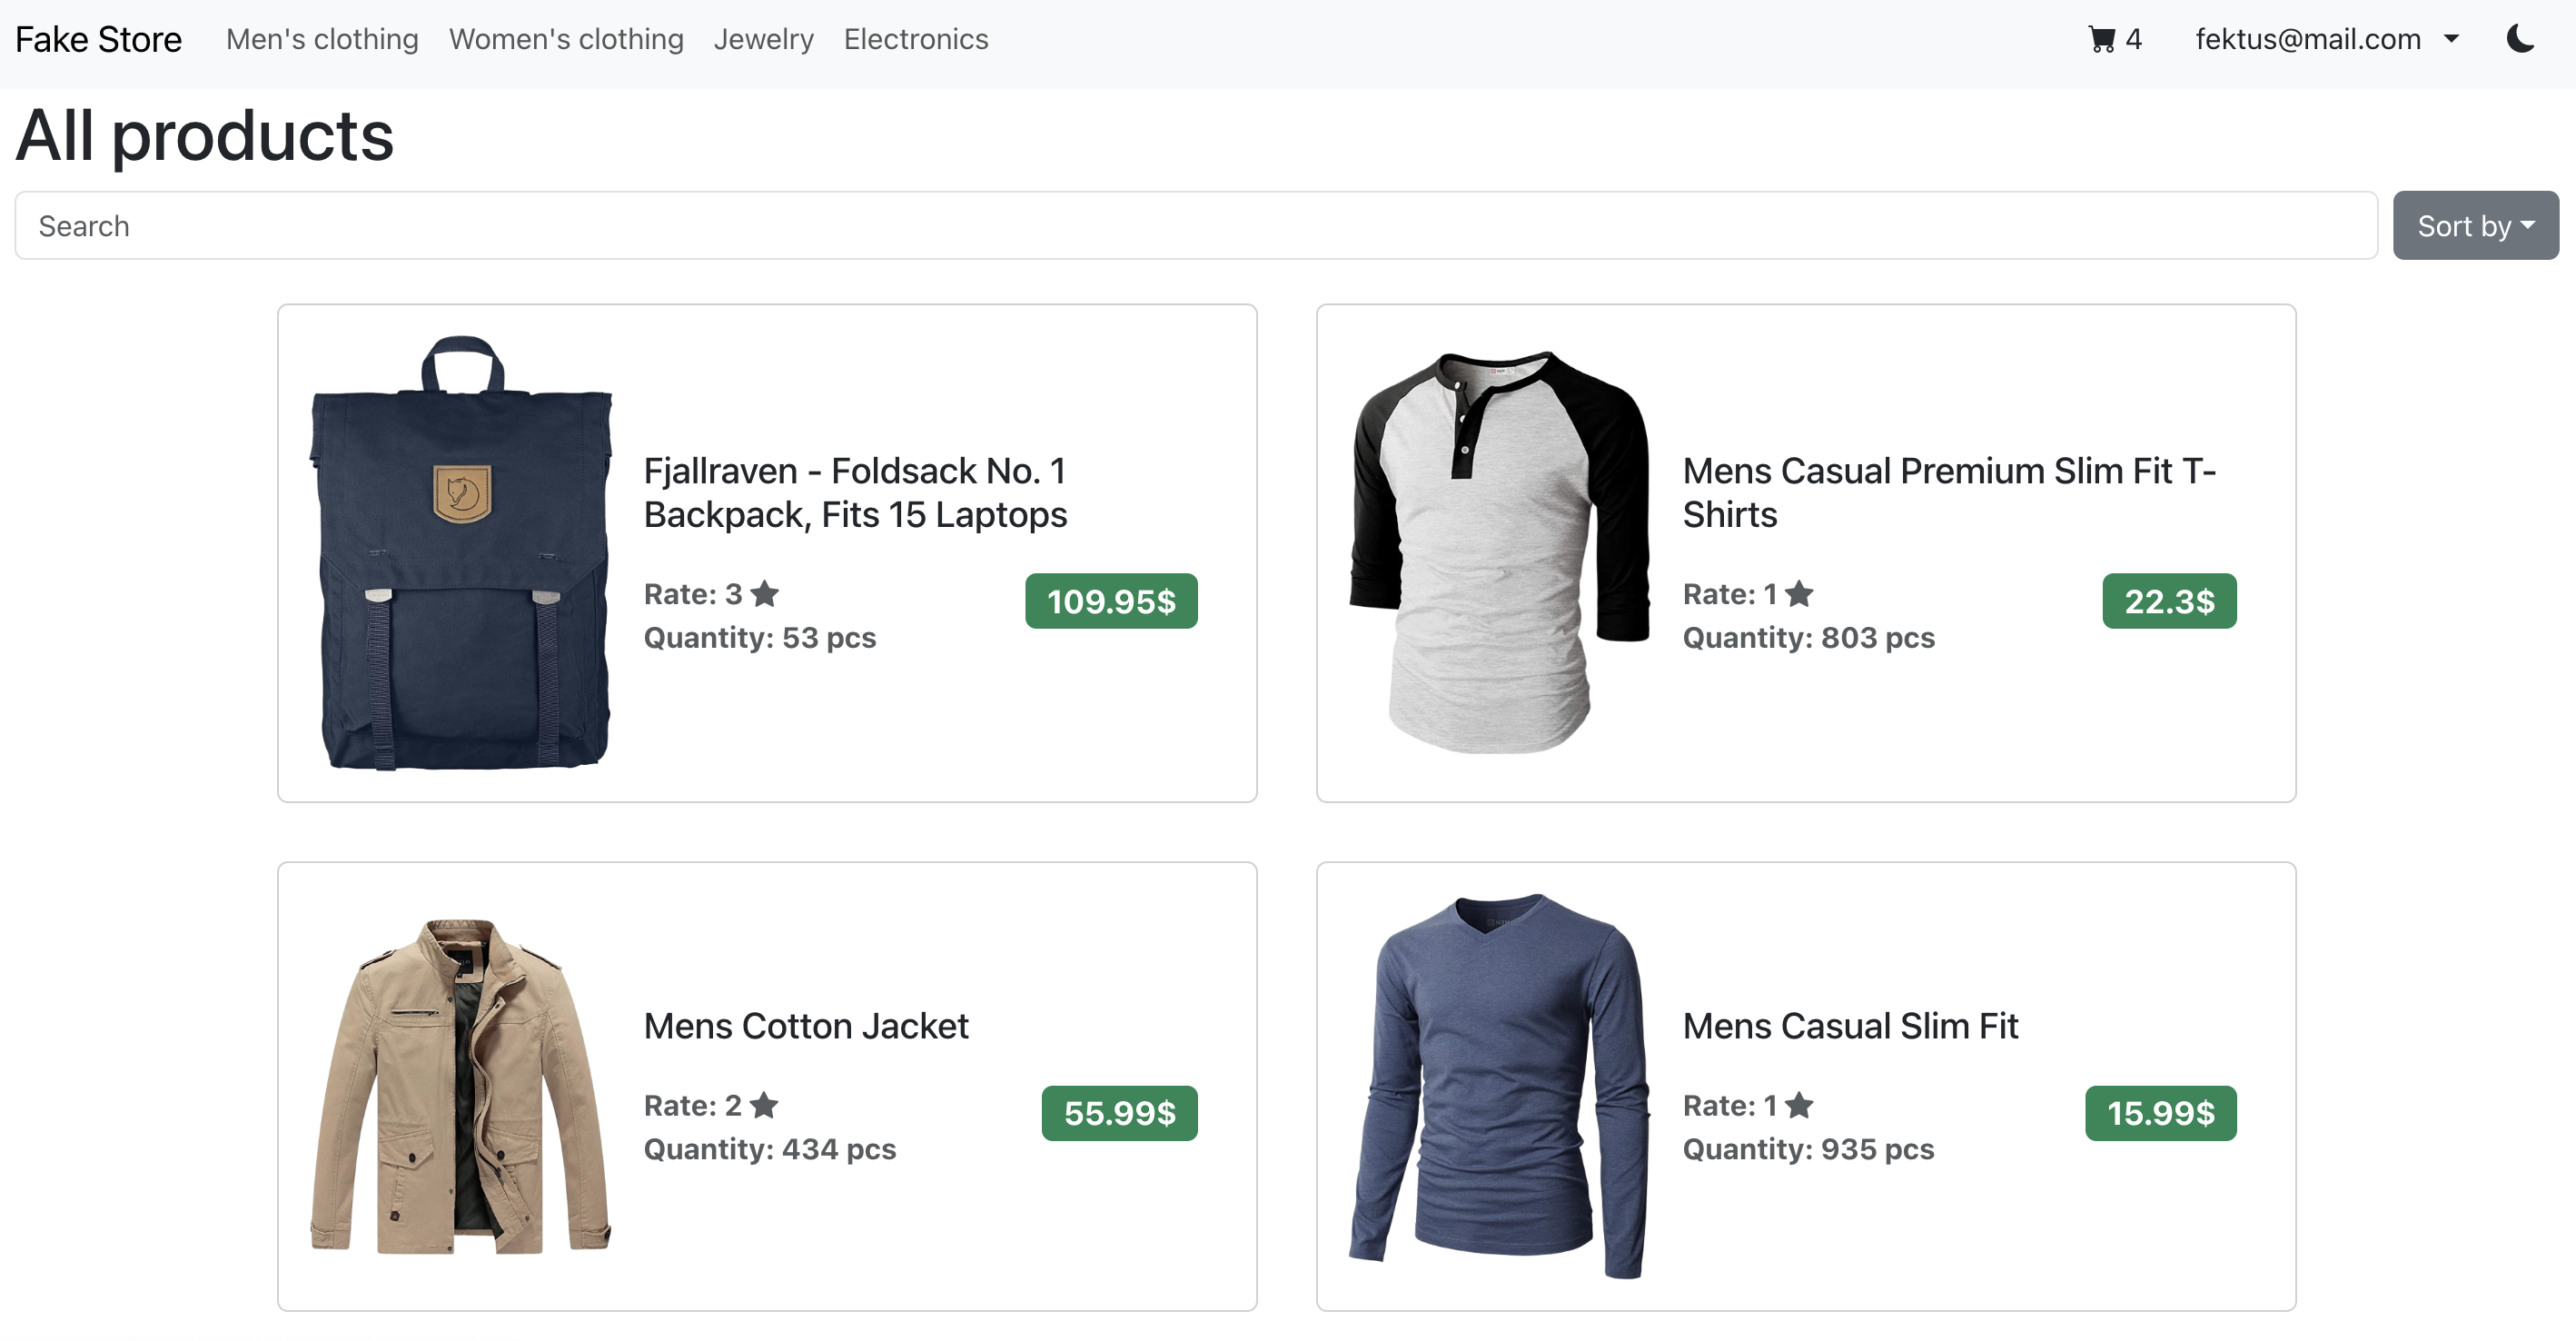 Fake Store Men's clothing Women's clothing Jewelry Electronics 4 fektus@mail.com
All products
Search Sort by
Fjallraven - Foldsack No. 1
Backpack, Fits 15 Laptops
Rate: 3
Quantity: 53 pcs
109.95$
Mens Casual Premium Slim Fit T-
Shirts
Rate: 1
Quantity: 803 pcs
22.3$
Mens Cotton Jacket
Rate: 2
Quantity: 434 pcs
55.99$
Mens Casual Slim Fit
Rate: 1
Quantity: 935 pcs
15.99$